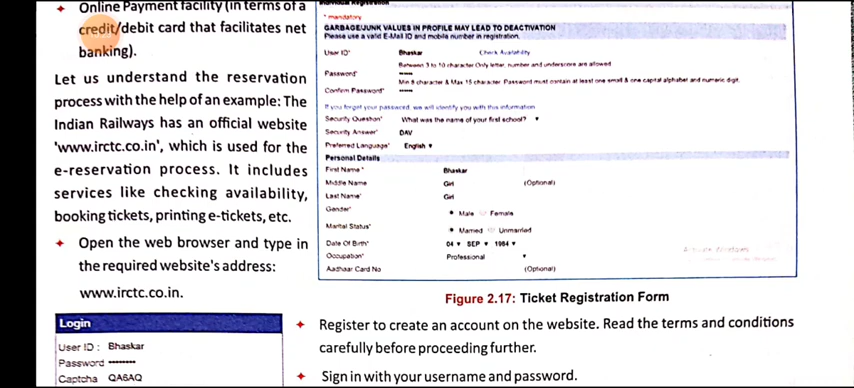 ✦ Online Payment facility (in terms of a
credit/debit card that facilitates net
banking).
Let us understand the reservation
process with the help of an example: The
Indian Railways has an official website
'www.irctc.co.in', which is used for the
e-reservation process. It includes
services like checking availability,
booking tickets, printing e-tickets, etc.
✦ Open the web browser and type in
the required website's address:
www.irctc.co.in.
Login
User ID : Bhaskar
Password ••••••••
Captcha QA6AQ
Individual Registration
* mandatory
GARBAGE/JUNK VALUES IN PROFILE MAY LEAD TO DEACTIVATION
Please use a valid E-Mail ID and mobile number in registration.
User ID* Bhaskar Check Availability
Between 3 to 10 character. Only letter, number and underscore are allowed
Password* ••••••
Min 8 character & Max 15 character. Password must contain at least one small & one capital alphabet and numeric digit.
Confirm Password* ••••••
If you forget your password, we will identify you with this information
Security Question* What was the name of your first school? ▼
Security Answer* DAV
Preferred Language* English ▼
Personal Details
First Name * Bhaskar
Middle Name Giri (Optional)
Last Name* Giri
Gender* Male Female
Marital Status* Married Unmarried
Date Of Birth* 04 ▼ SEP ▼ 1984 ▼
Occupation* Professional ▼
Aadhaar Card No (Optional)
Activate Windows
Figure 2.17: Ticket Registration Form
✦ Register to create an account on the website. Read the terms and conditions
carefully before proceeding further.
✦ Sign in with your username and password.